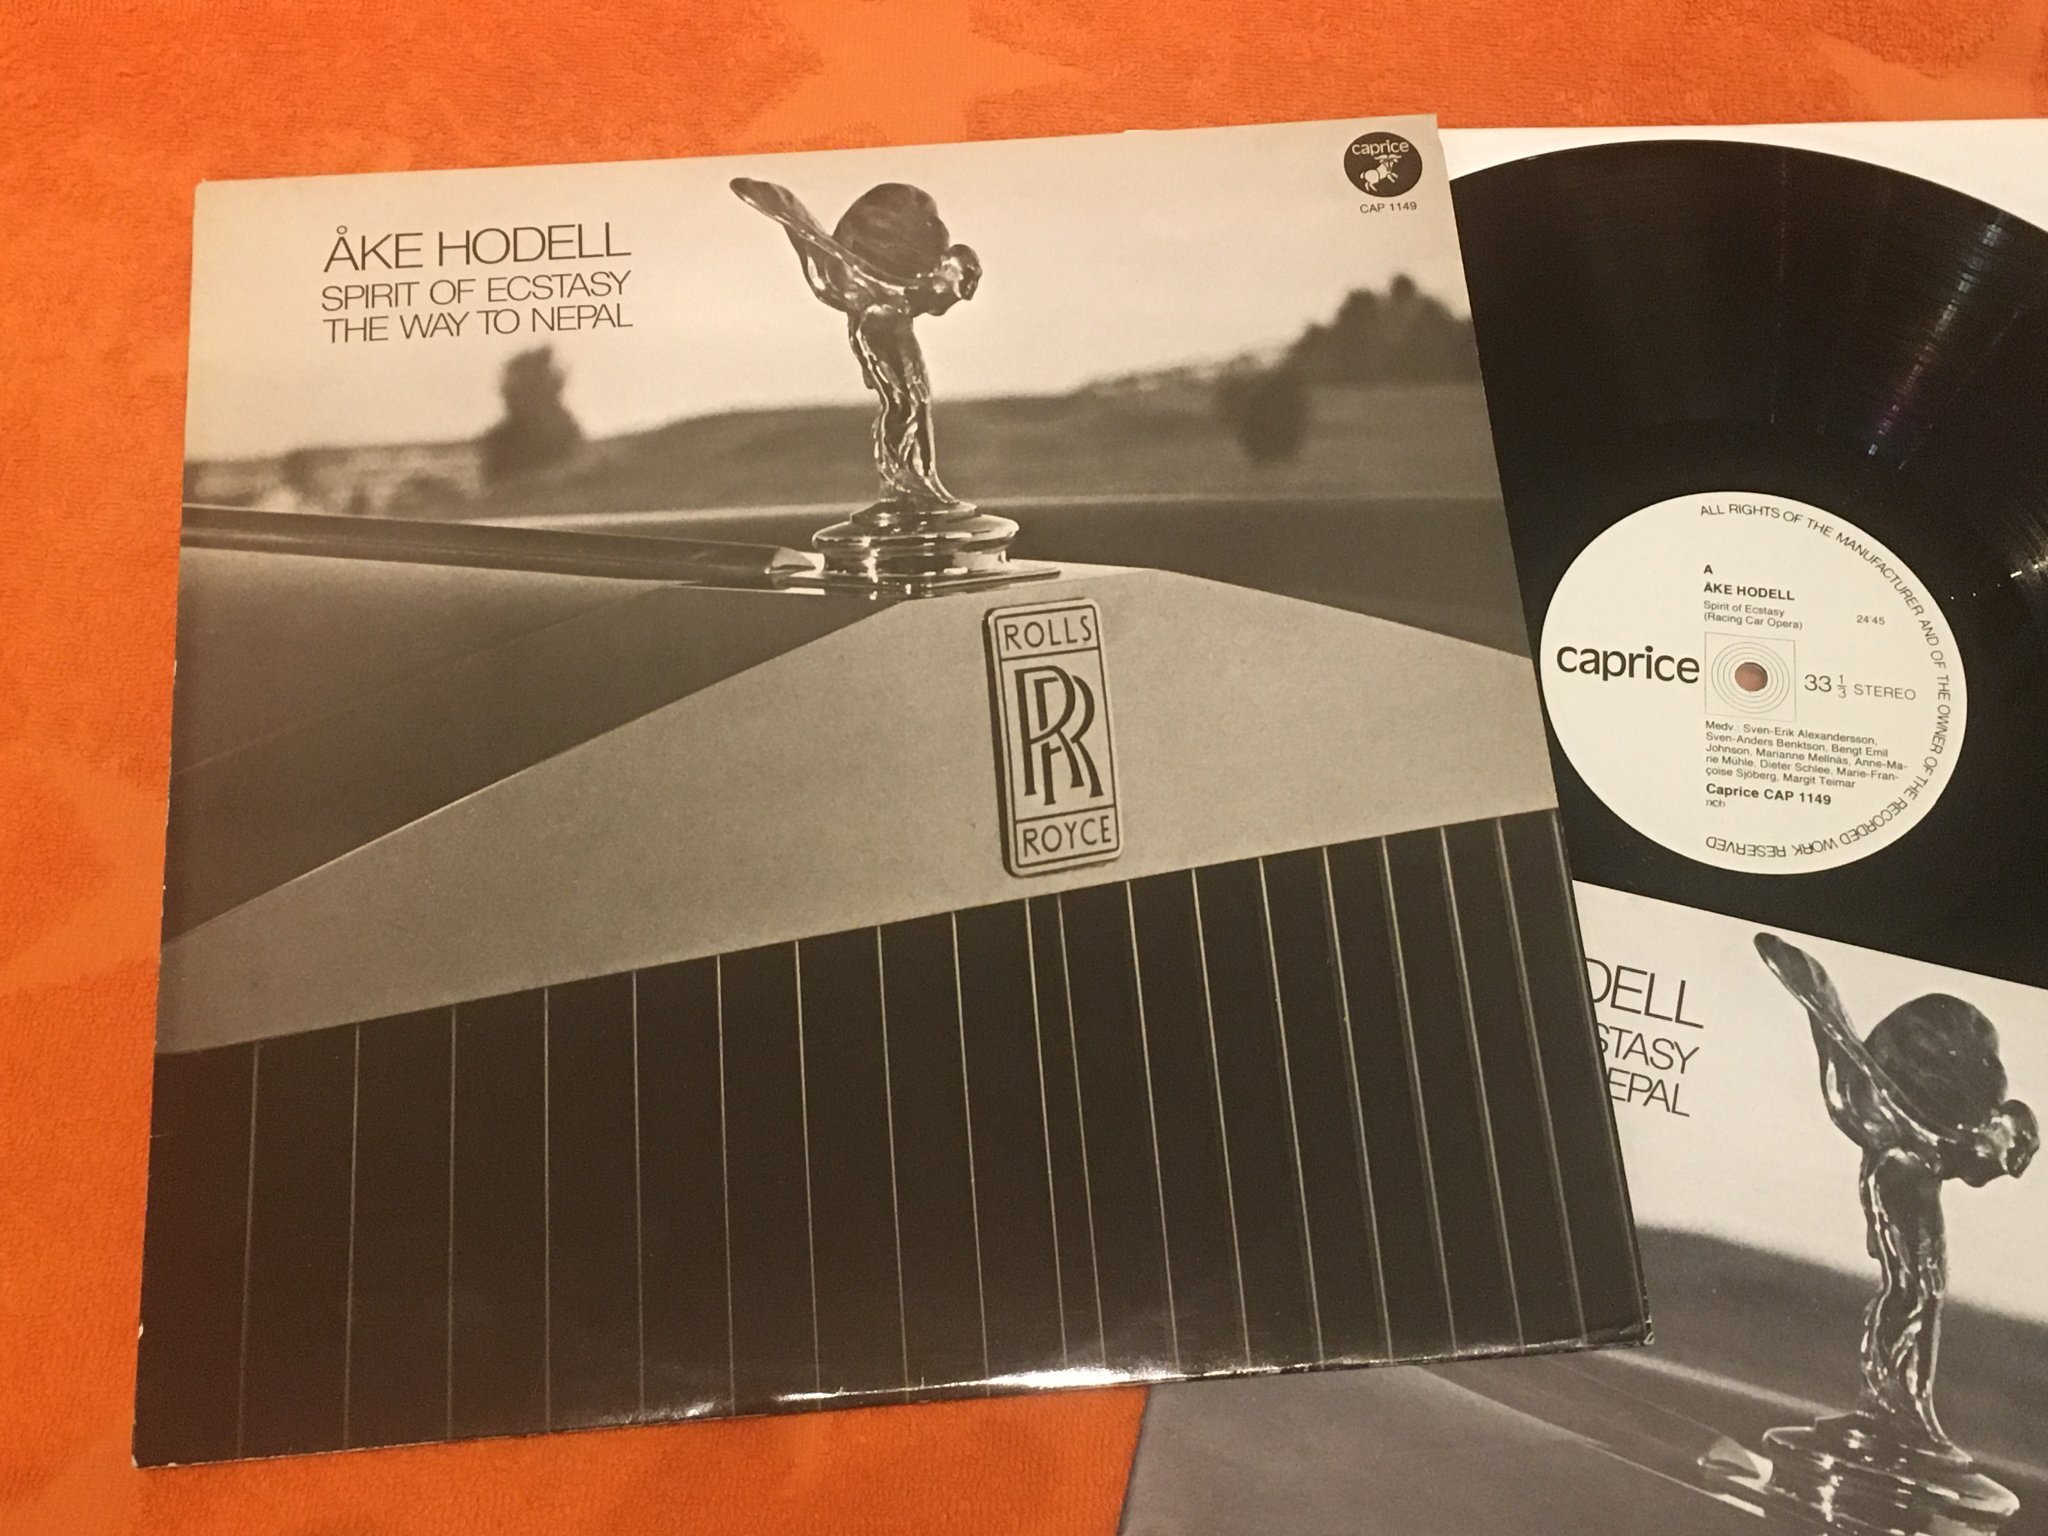 ÅKE HODELL
SPIRIT OF ECSTASY
THE WAY TO NEPAL
caprice
CAP 1149
ROLLS
RR
ROYCE
ALL RIGHTS OF THE MANUFACTURER AND OF THE OWNER OF THE RECORDED WORK RESERVED
A
ÅKE HODELL
Spirit of Ecstasy 24'45
(Racing Car Opera)
caprice
33 1/3 STEREO
Medv.: Sven-Erik Alexandersson,
Sven-Anders Benktson, Bengt Emil
Johnson, Marianne Mellnäs, Anne-Ma-
rie Mühle, Dieter Schlee, Marie-Fran-
çoise Sjöberg, Margit Teimar
Caprice CAP 1149
ncb
DELL
STASY
EPAL